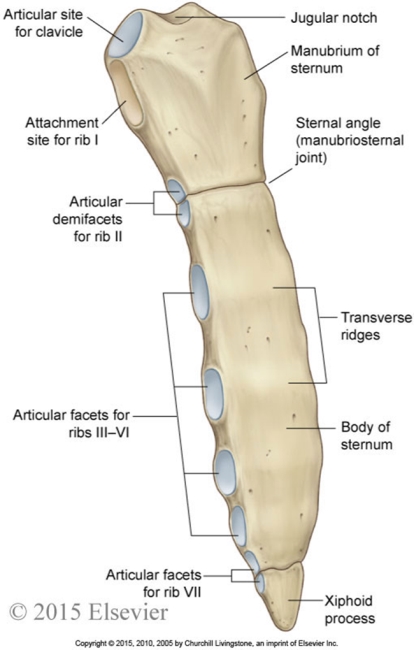 Articular site
for clavicle
Jugular notch
Manubrium of
sternum
Attachment
site for rib I
Sternal angle
(manubriosternal
joint)
Articular
demifacets
for rib II
Transverse
ridges
Articular facets for
ribs III–VI
Body of
sternum
Articular facets
for rib VII
Xiphoid
process
© 2015 Elsevier
Copyright © 2015, 2010, 2005 by Churchill Livingstone, an imprint of Elsevier Inc.